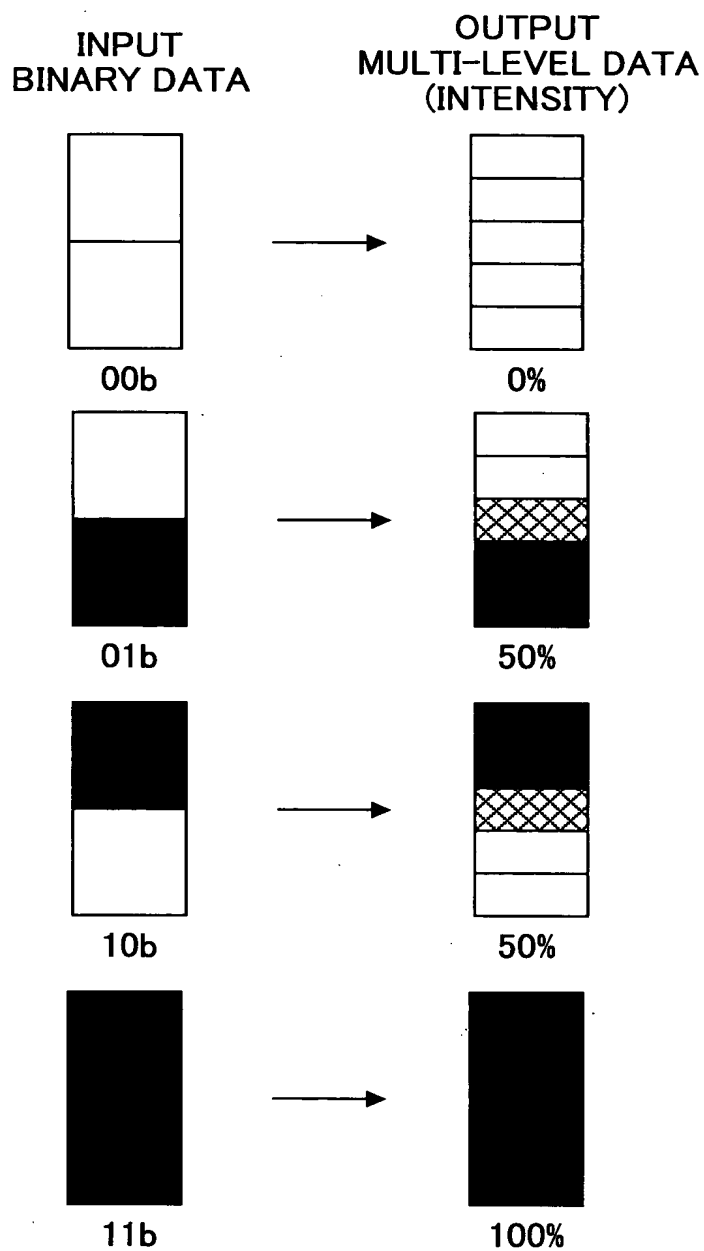 INPUT
BINARY DATA
OUTPUT
MULTI-LEVEL DATA
(INTENSITY)
00b
0%
01b
50%
10b
50%
11b
100%